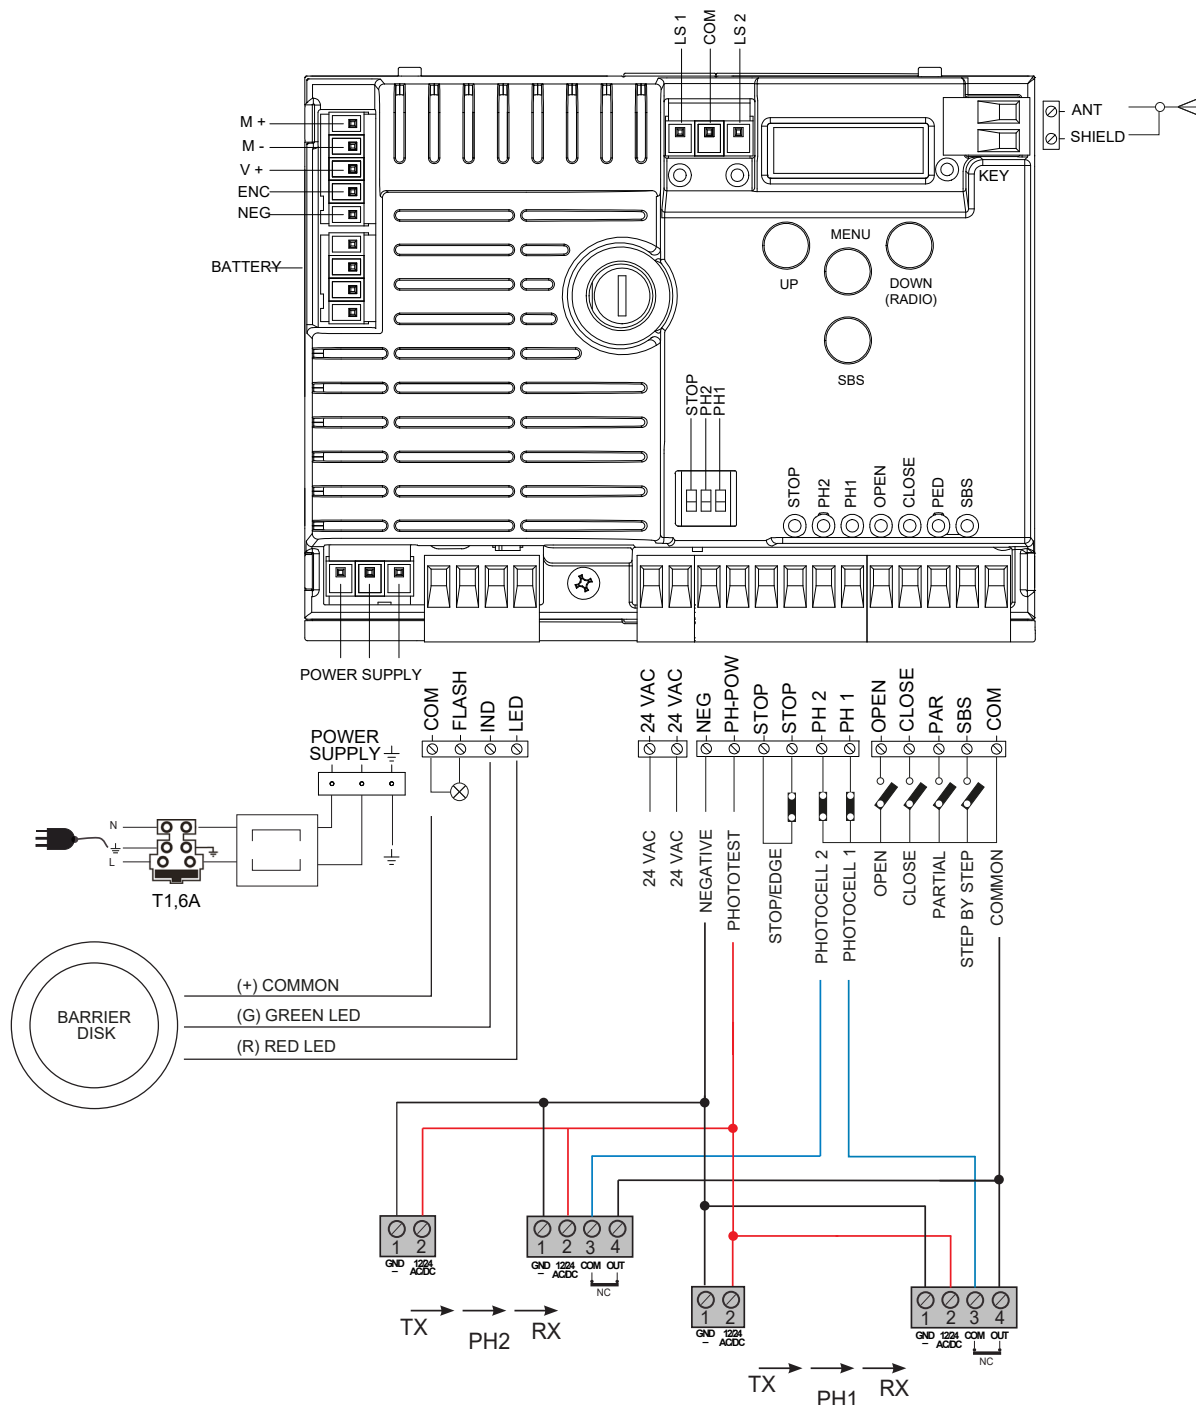 LS 1
COM
LS 2
ANT
SHIELD
KEY
M +
M -
V +
ENC
NEG
BATTERY
MENU
UP
DOWN
(RADIO)
SBS
STOP
PH2
PH1
STOP
PH2
PH1
OPEN
CLOSE
PED
SBS
POWER SUPPLY
COM
FLASH
IND
LED
24 VAC
24 VAC
NEG
PH-POW
STOP
STOP
PH 2
PH 1
OPEN
CLOSE
PAR
SBS
COM
POWER
SUPPLY
N
L
T1,6A
24 VAC
24 VAC
NEGATIVE
PHOTOTEST
STOP/EDGE
PHOTOCELL 2
PHOTOCELL 1
OPEN
CLOSE
PARTIAL
STEP BY STEP
COMMON
BARRIER
DISK
(+) COMMON
(G) GREEN LED
(R) RED LED
1 2
GND 12/24
– AC/DC
1 2 3 4
GND 12/24 COM OUT
– AC/DC
NC
TX PH2 RX
1 2
GND 12/24
– AC/DC
1 2 3 4
GND 12/24 COM OUT
– AC/DC
NC
TX PH1 RX